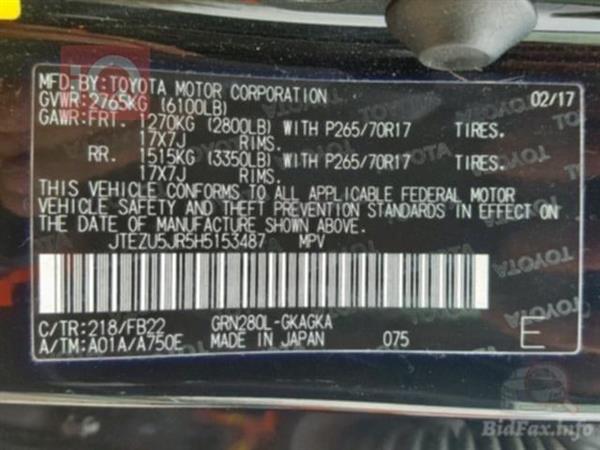 MFD.BY:TOYOTA MOTOR CORPORATION 02/17
GVWR:2765KG (6100LB)
GAWR:FRT. 1270KG (2800LB) WITH P265/70R17 TIRES.
17X7J RIMS.
RR. 1515KG (3350LB) WITH P265/70R17 TIRES.
17X7J RIMS.
THIS VEHICLE CONFORMS TO ALL APPLICABLE FEDERAL MOTOR
VEHICLE SAFETY AND THEFT PREVENTION STANDARDS IN EFFECT ON
THE DATE OF MANUFACTURE SHOWN ABOVE.
JTEZU5JR5H5153487 MPV
C/TR:218/FB22 GRN280L-GKAGKA
A/TM:A01A/A750E MADE IN JAPAN 075 E
TOYOTA
TOYOTA
TOYOTA
BidFax.info